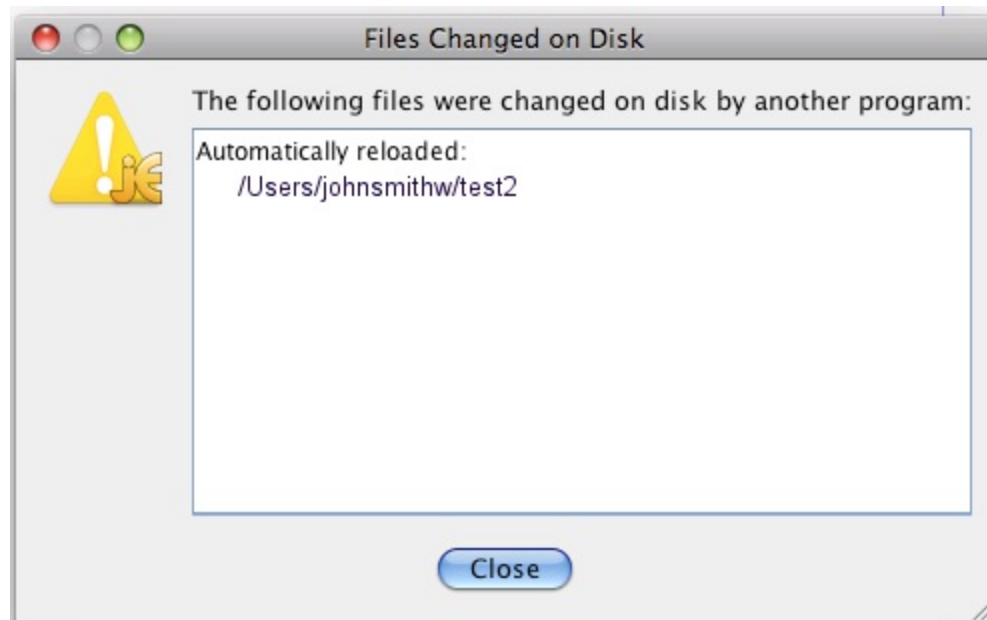 Files Changed on Disk
The following files were changed on disk by another program:
Automatically reloaded:
/Users/johnsmithw/test2
jE
Close